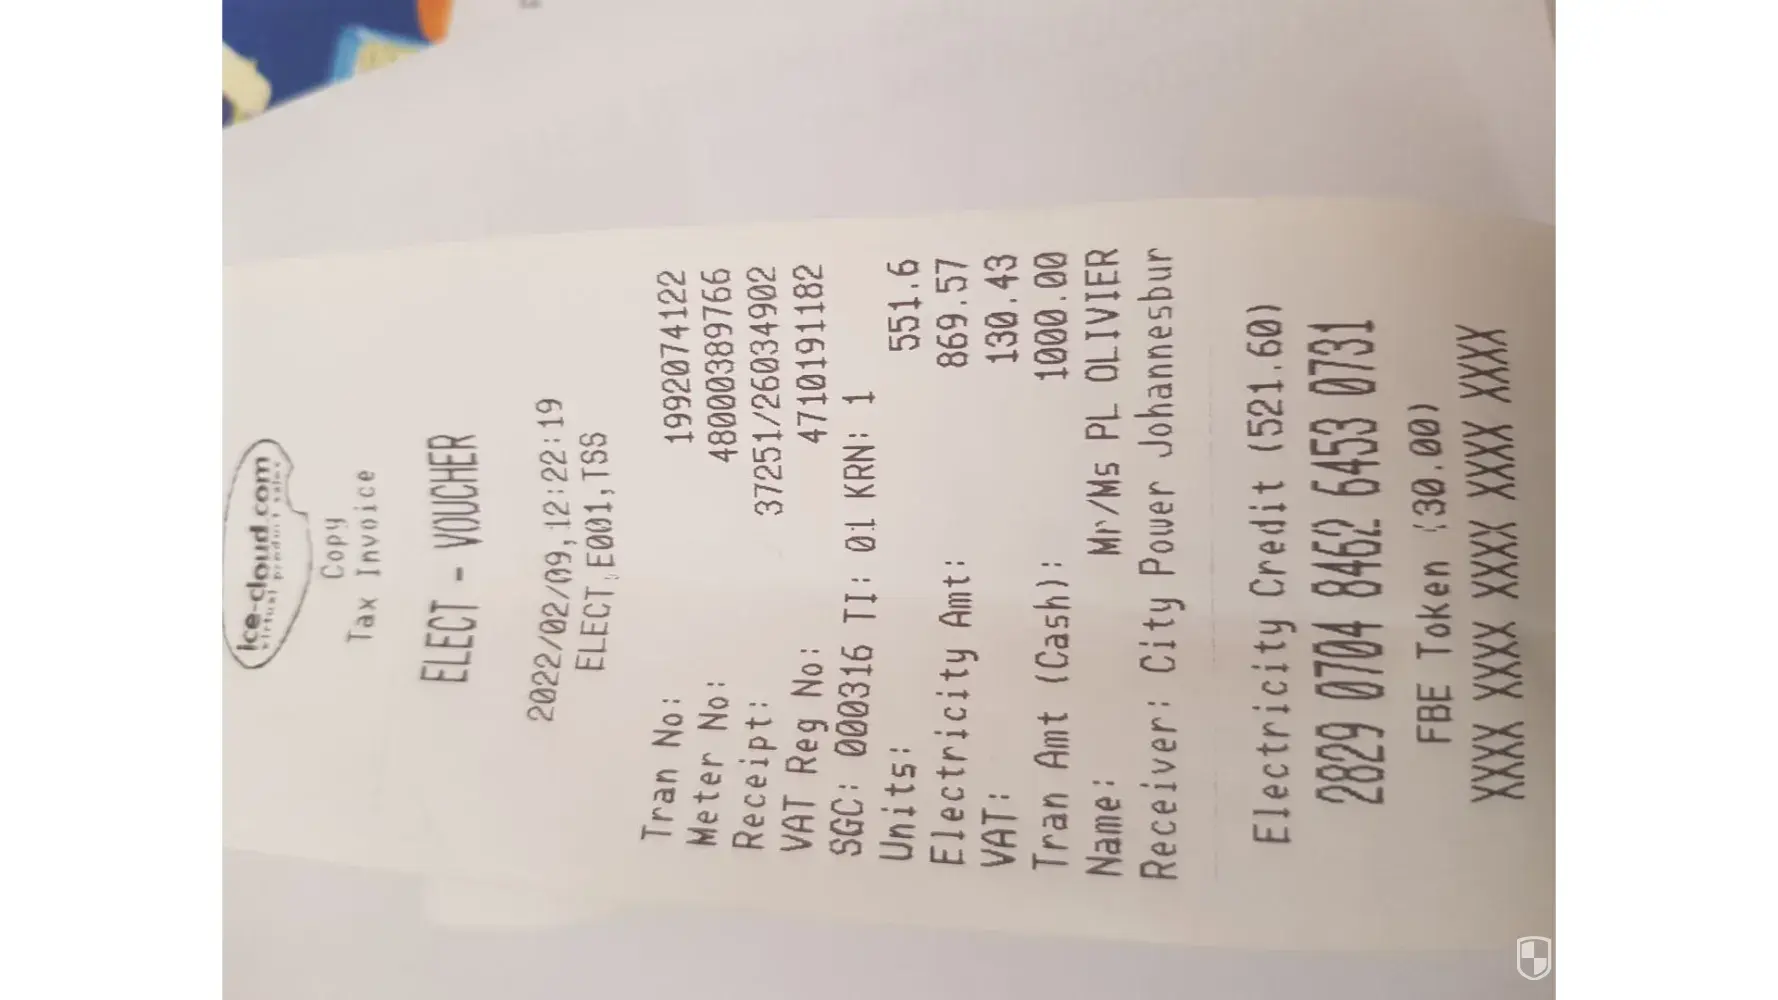 ice-cloud.com
virtual product sales
Copy
Tax Invoice
ELECT - VOUCHER
2022/02/09,12:22:19
ELECT,E001,TSS
Tran No: 1992074122
Meter No: 48000389766
Receipt: 37251/26034902
VAT Reg No: 4710191182
SGC: 000316 TI: 01 KRN: 1
Units: 551.6
Electricity Amt: 869.57
VAT: 130.43
Tran Amt (Cash): 1000.00
Name: Mr/Ms PL OLIVIER
Receiver: City Power Johannesbur
Electricity Credit (521.60)
2829 0704 8462 6453 0731
FBE Token (30.00)
XXXX XXXX XXXX XXXX XXXX